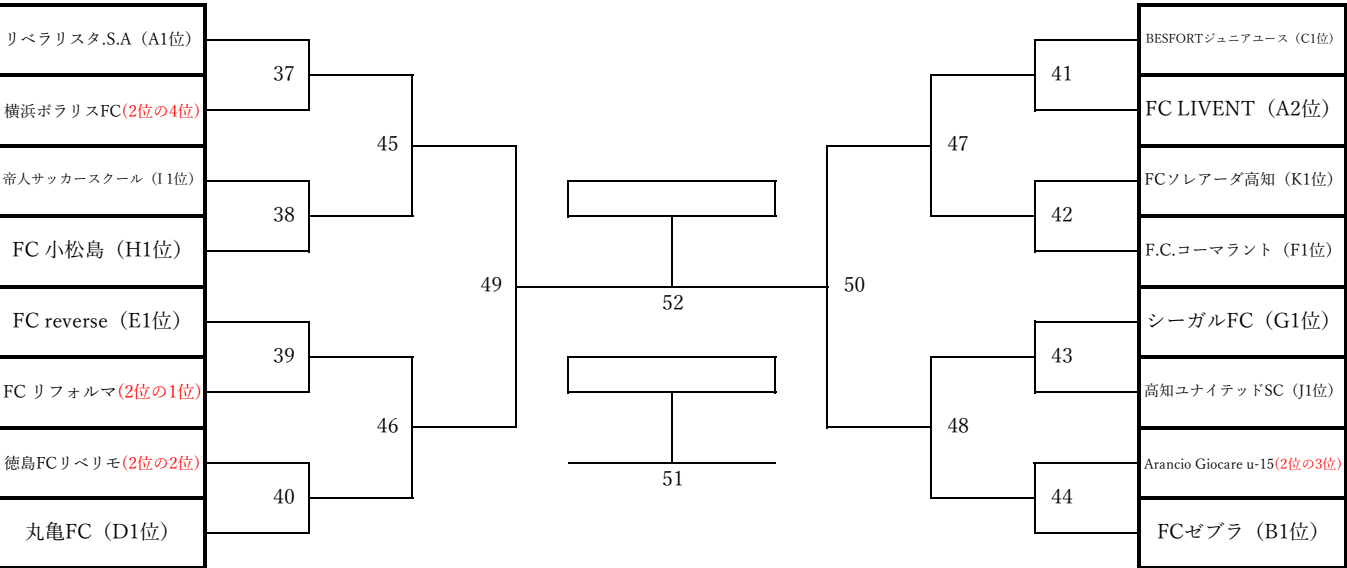 リベラリスタ.S.A（A1位）
横浜ポラリスFC(2位の4位)
帝人サッカースクール（I 1位）
FC 小松島（H1位）
FC reverse（E1位）
FC リフォルマ(2位の1位)
徳島FCリベリモ(2位の2位)
丸亀FC（D1位）
37
38
39
40
45
46
49
52
51
50
47
48
41
42
43
44
BESFORTジュニアユース（C1位）
FC LIVENT（A2位）
FCソレアーダ高知（K1位）
F.C.コーマラント（F1位）
シーガルFC（G1位）
高知ユナイテッドSC（J1位）
Arancio Giocare u-15(2位の3位)
FCゼブラ（B1位）